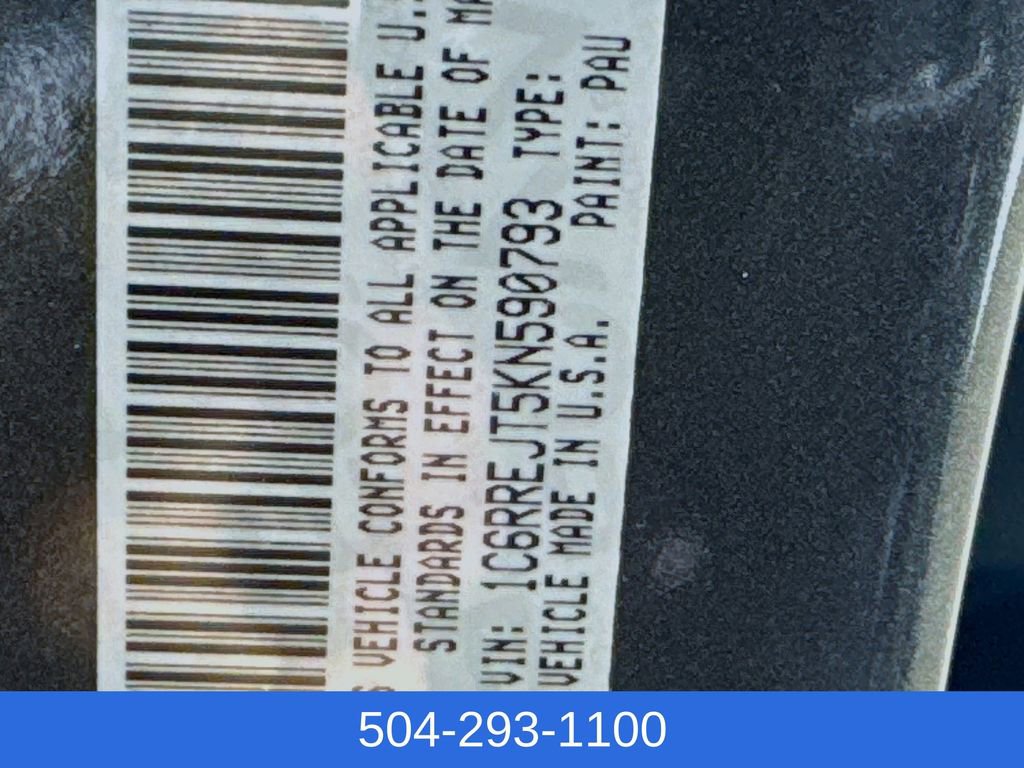 S VEHICLE CONFORMS TO ALL APPLICABLE U.S
STANDARDS IN EFFECT ON THE DATE OF MA
VIN: 1C6RREJT5KN590793 TYPE:
VEHICLE MADE IN U.S.A. PAINT: PAU
504-293-1100